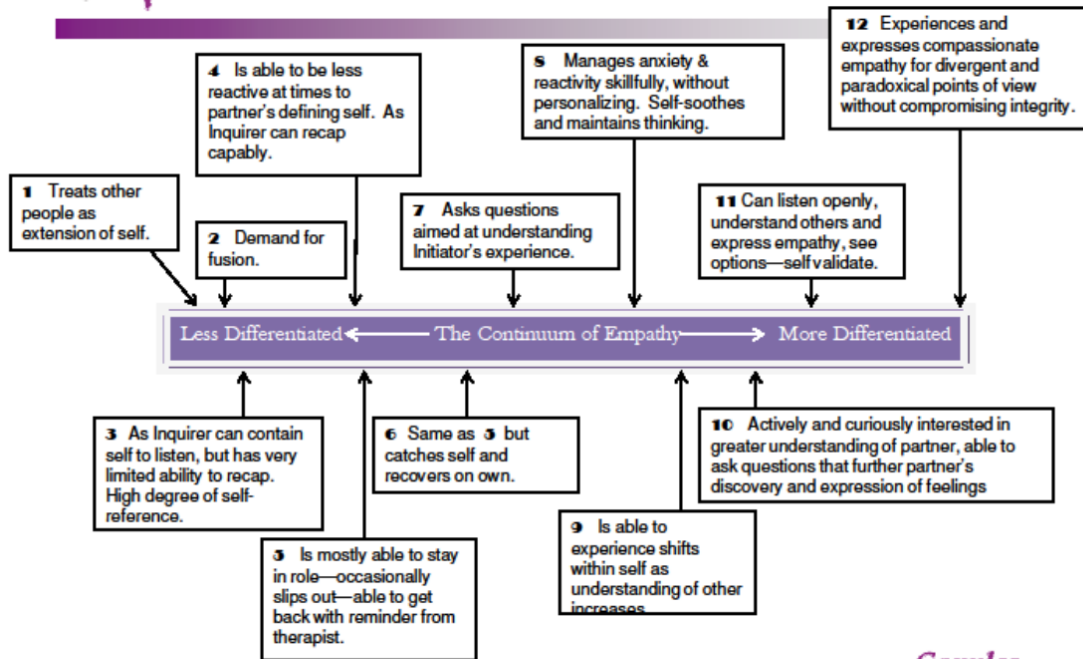 12 Experiences and
expresses compassionate
empathy for divergent and
paradoxical points of view
without compromising integrity.
4 Is able to be less
reactive at times to
partner's defining self. As
Inquirer can recap
capably.
8 Manages anxiety &
reactivity skillfully, without
personalizing. Self-soothes
and maintains thinking.
1 Treats other
people as
extension of self.
2 Demand for
fusion.
7 Asks questions
aimed at understanding
Initiator's experience.
11 Can listen openly,
understand others and
express empathy, see
options—self validate.
Less Differentiated The Continuum of Empathy More Differentiated
3 As Inquirer can contain
self to listen, but has very
limited ability to recap.
High degree of self-
reference.
6 Same as 5 but
catches self and
recovers on own.
10 Actively and curiously interested in
greater understanding of partner, able to
ask questions that further partner's
discovery and expression of feelings
5 Is mostly able to stay
in role—occasionally
slips out—able to get
back with reminder from
therapist.
9 Is able to
experience shifts
within self as
understanding of other
increases.